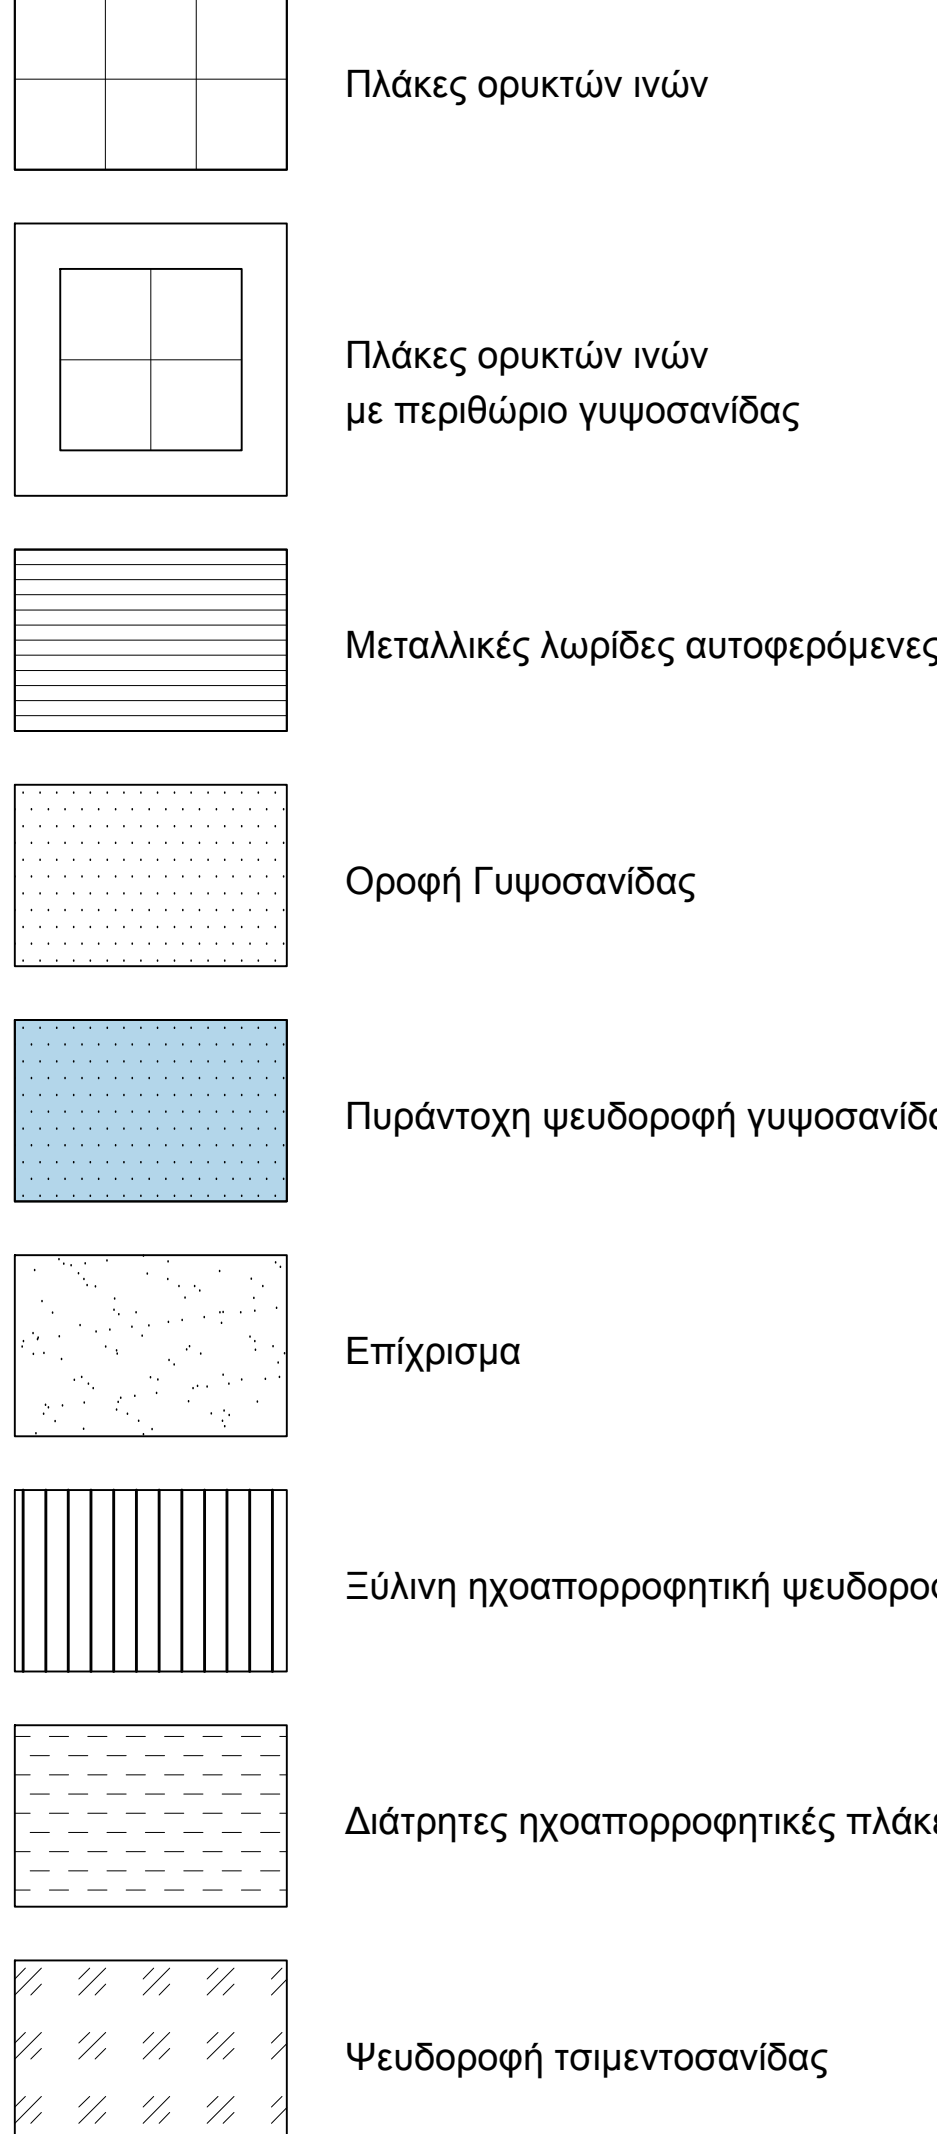 Πλάκες ορυκτών ινών
Πλάκες ορυκτών ινών
με περιθώριο γυψοσανίδας
Μεταλλικές λωρίδες αυτοφερόμενες
Οροφή Γυψοσανίδας
Πυράντοχη ψευδοροφή
Επίχρισμα
Ξύλινη ηχοαπορροφητική
Διάτρητες ηχοαπορροφητικές
Ψευδοροφή τσιμεντοσανίδας